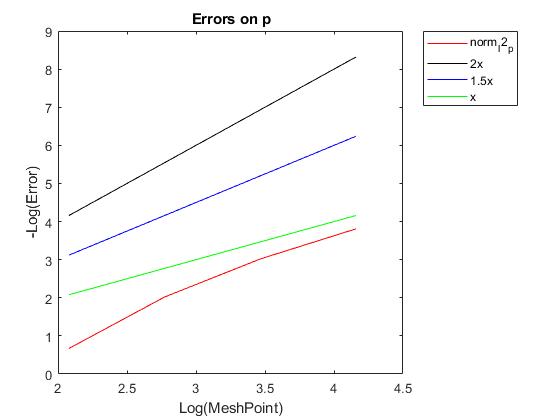 Errors on p
9
8
7
6
5
4
3
2
1
0
-Log(Error)
2
2.5
3
3.5
4
4.5
Log(MeshPoint)
norm_l2_p
2x
1.5x
x